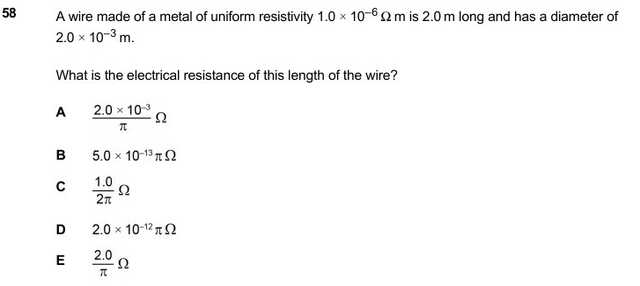 58 A wire made of a metal of uniform resistivity 1.0 × 10⁻⁶ Ω m is 2.0 m long and has a diameter of
2.0 × 10⁻³ m.
What is the electrical resistance of this length of the wire?
A 2.0 × 10⁻³ / π Ω
B 5.0 × 10⁻¹³ π Ω
C 1.0 / 2π Ω
D 2.0 × 10⁻¹² π Ω
E 2.0 / π Ω